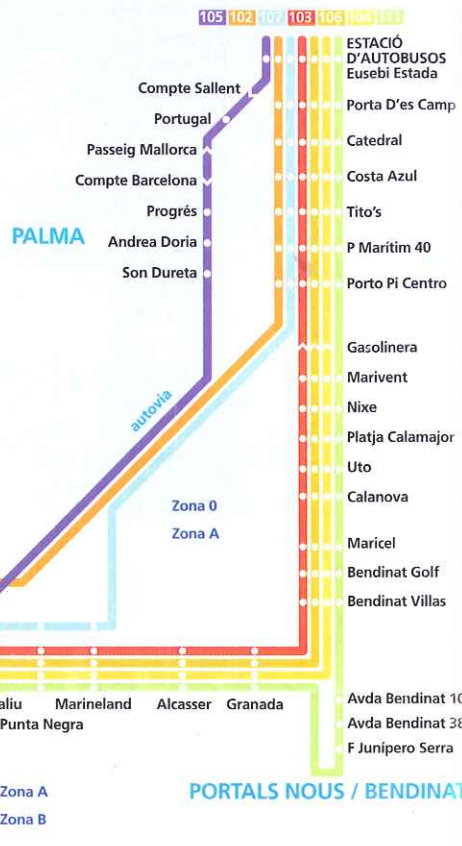 105 102 107 103 106 104 111
ESTACIÓ
D'AUTOBUSOS
Eusebi Estada
Compte Sallent
Porta D'es Camp
Portugal
Catedral
Passeig Mallorca
Compte Barcelona
Costa Azul
Progrés
Tito's
PALMA
Andrea Doria
P Marítim 40
Son Dureta
Porto Pi Centro
Gasolinera
Marivent
autovia
Nixe
Platja Calamajor
Uto
Zona 0
Calanova
Zona A
Maricel
Bendinat Golf
Bendinat Villas
aliu Marineland Alcasser Granada
Punta Negra
Avda Bendinat 10
Avda Bendinat 38
F Junípero Serra
Zona A
PORTALS NOUS / BENDINAT
Zona B